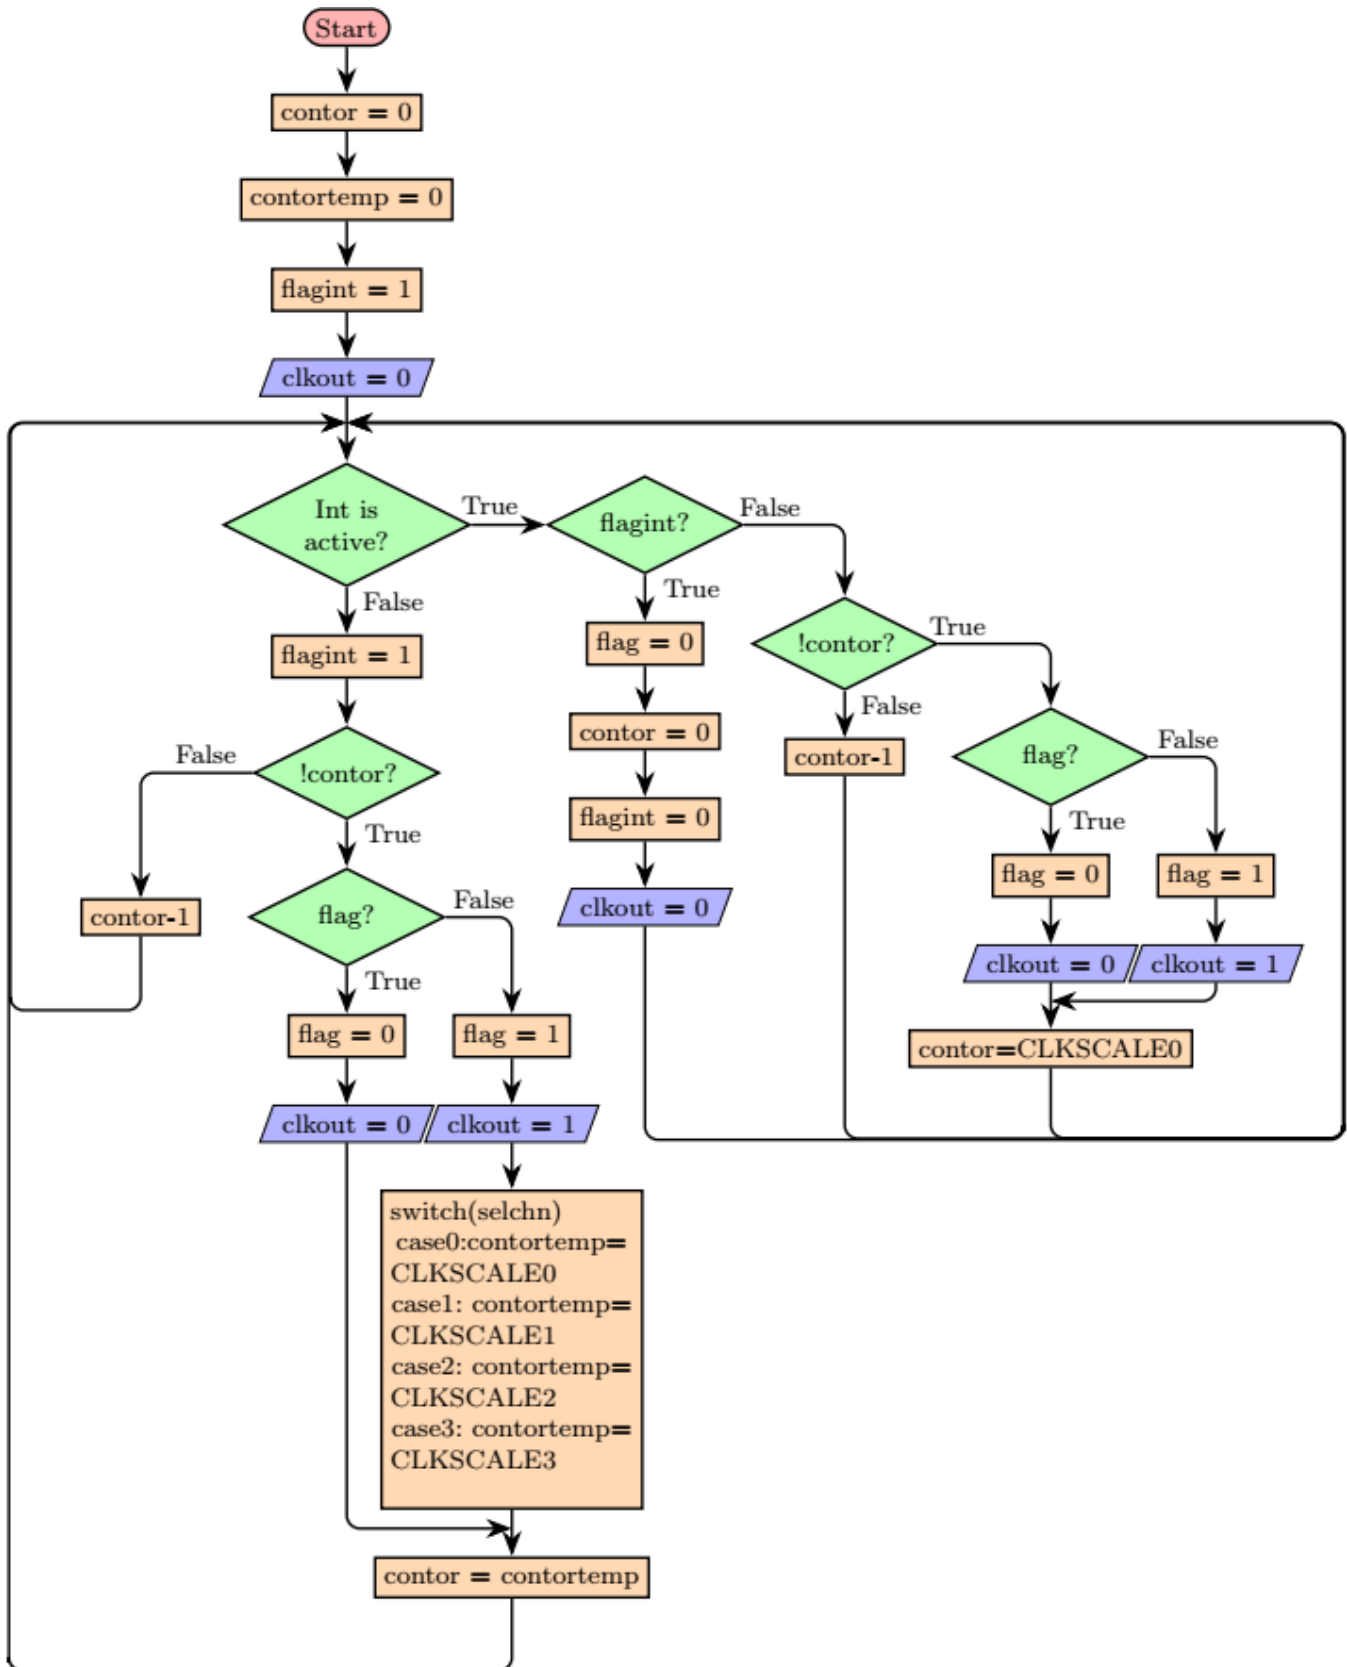 Start
contor = 0
contortemp = 0
flagint = 1
clkout = 0
Int is
active?
True
flagint?
False
False
flagint = 1
True
flag = 0
!contor?
True
contor = 0
False
contor-1
flag?
False
False
!contor?
flagint = 0
True
True
flag = 0
flag = 1
contor-1
flag?
False
clkout = 0
clkout = 0
clkout = 1
True
flag = 0
flag = 1
contor=CLKSCALE0
clkout = 0
clkout = 1
switch(selchn)
case0:contortemp=
CLKSCALE0
case1: contortemp=
CLKSCALE1
case2: contortemp=
CLKSCALE2
case3: contortemp=
CLKSCALE3
contor = contortemp